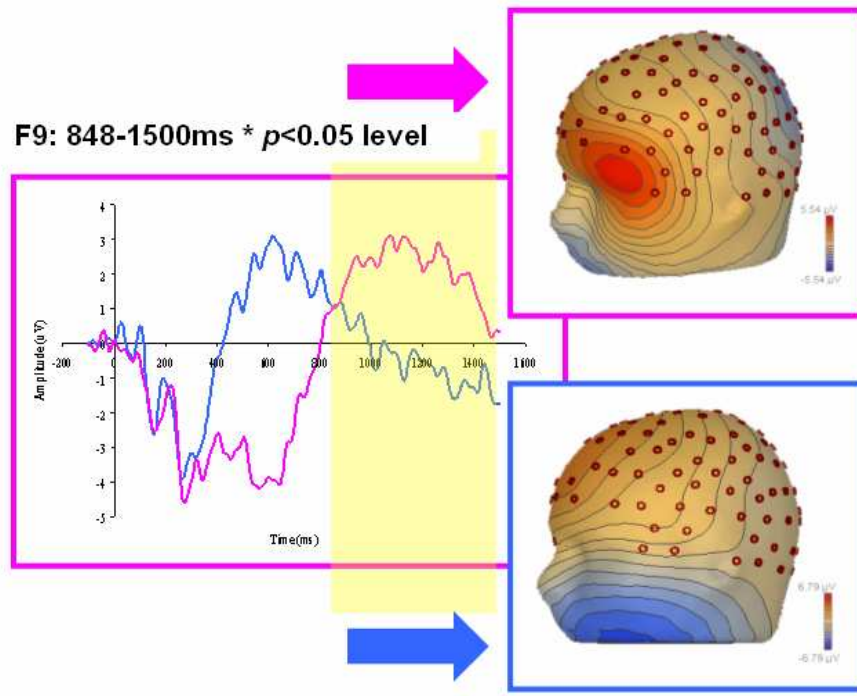 F9: 848-1500ms * p<0.05 level
5.54 µV
-5.54 µV
4
3
2
1
0
-1
-2
-3
-4
-5
-200 0 200 400 600 800 1000 1200 1400 1600
Amplitude(uV)
Time(ms)
6.79 µV
-6.79 µV